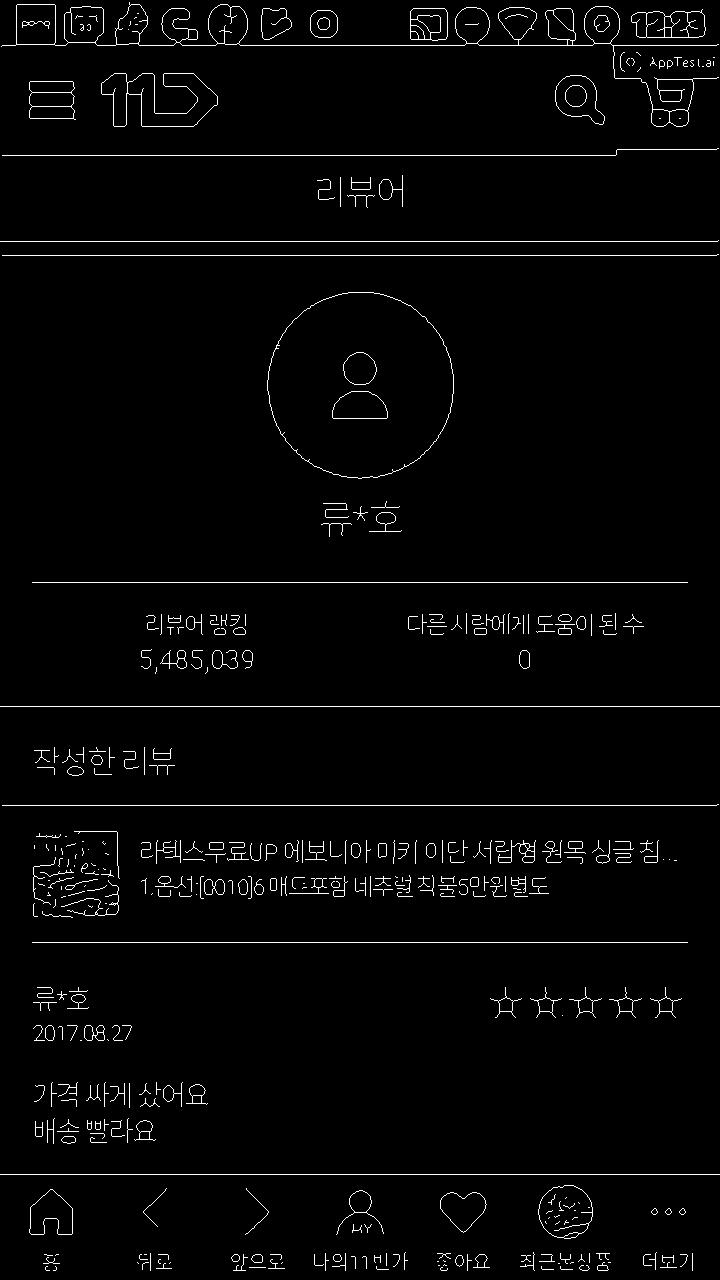 12:23
AppTest.ai
11
리뷰어
류*호
리뷰어 랭킹
5,485,039
다른 사람에게 도움이 된 수
0
작성한 리뷰
라텍스무료UP 에보니아 미키 이단 서랍형 원목 싱글 침...
1.옵션:[0010]6 매트포함 네추럴 착불5만원별도
류*호
2017.08.27
가격 싸게 샀어요
배송 빨라요
홈
뒤로
앞으로
나의11번가
MY
좋아요
최근본상품
더보기